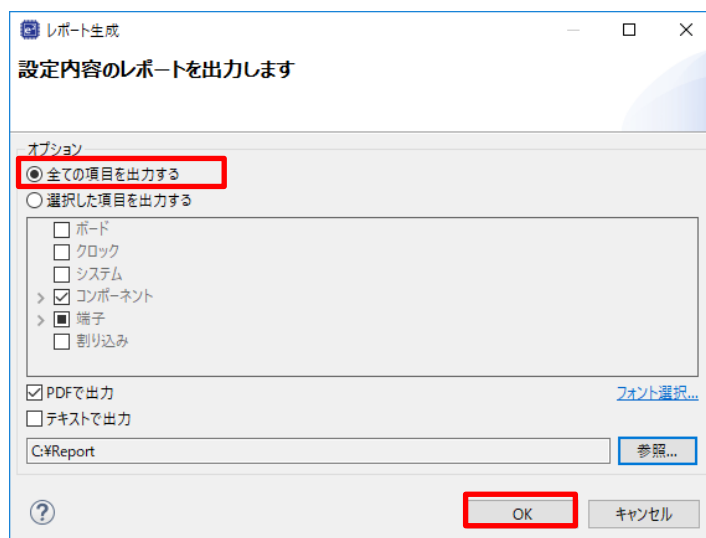 レポート生成
設定内容のレポートを出力します
オプション
全ての項目を出力する
選択した項目を出力する
ボード
クロック
システム
コンポーネント
端子
割り込み
PDFで出力
フォント選択...
テキストで出力
C:¥Report
参照...
?
OK
キャンセル